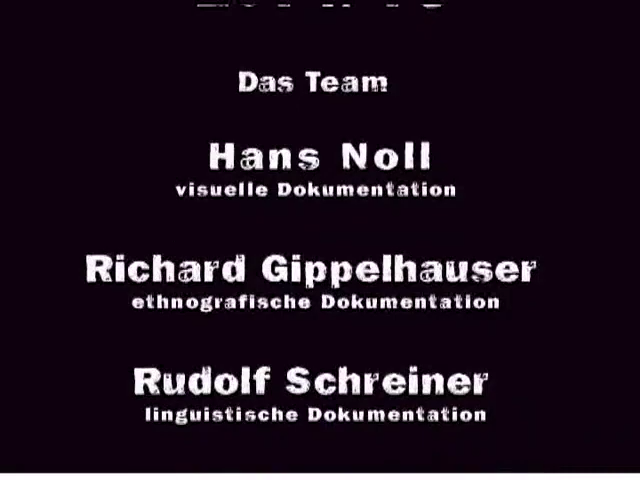 Das Team
Hans Noll
visuelle Dokumentation
Richard Gippelhauser
ethnografische Dokumentation
Rudolf Schreiner
linguistische Dokumentation